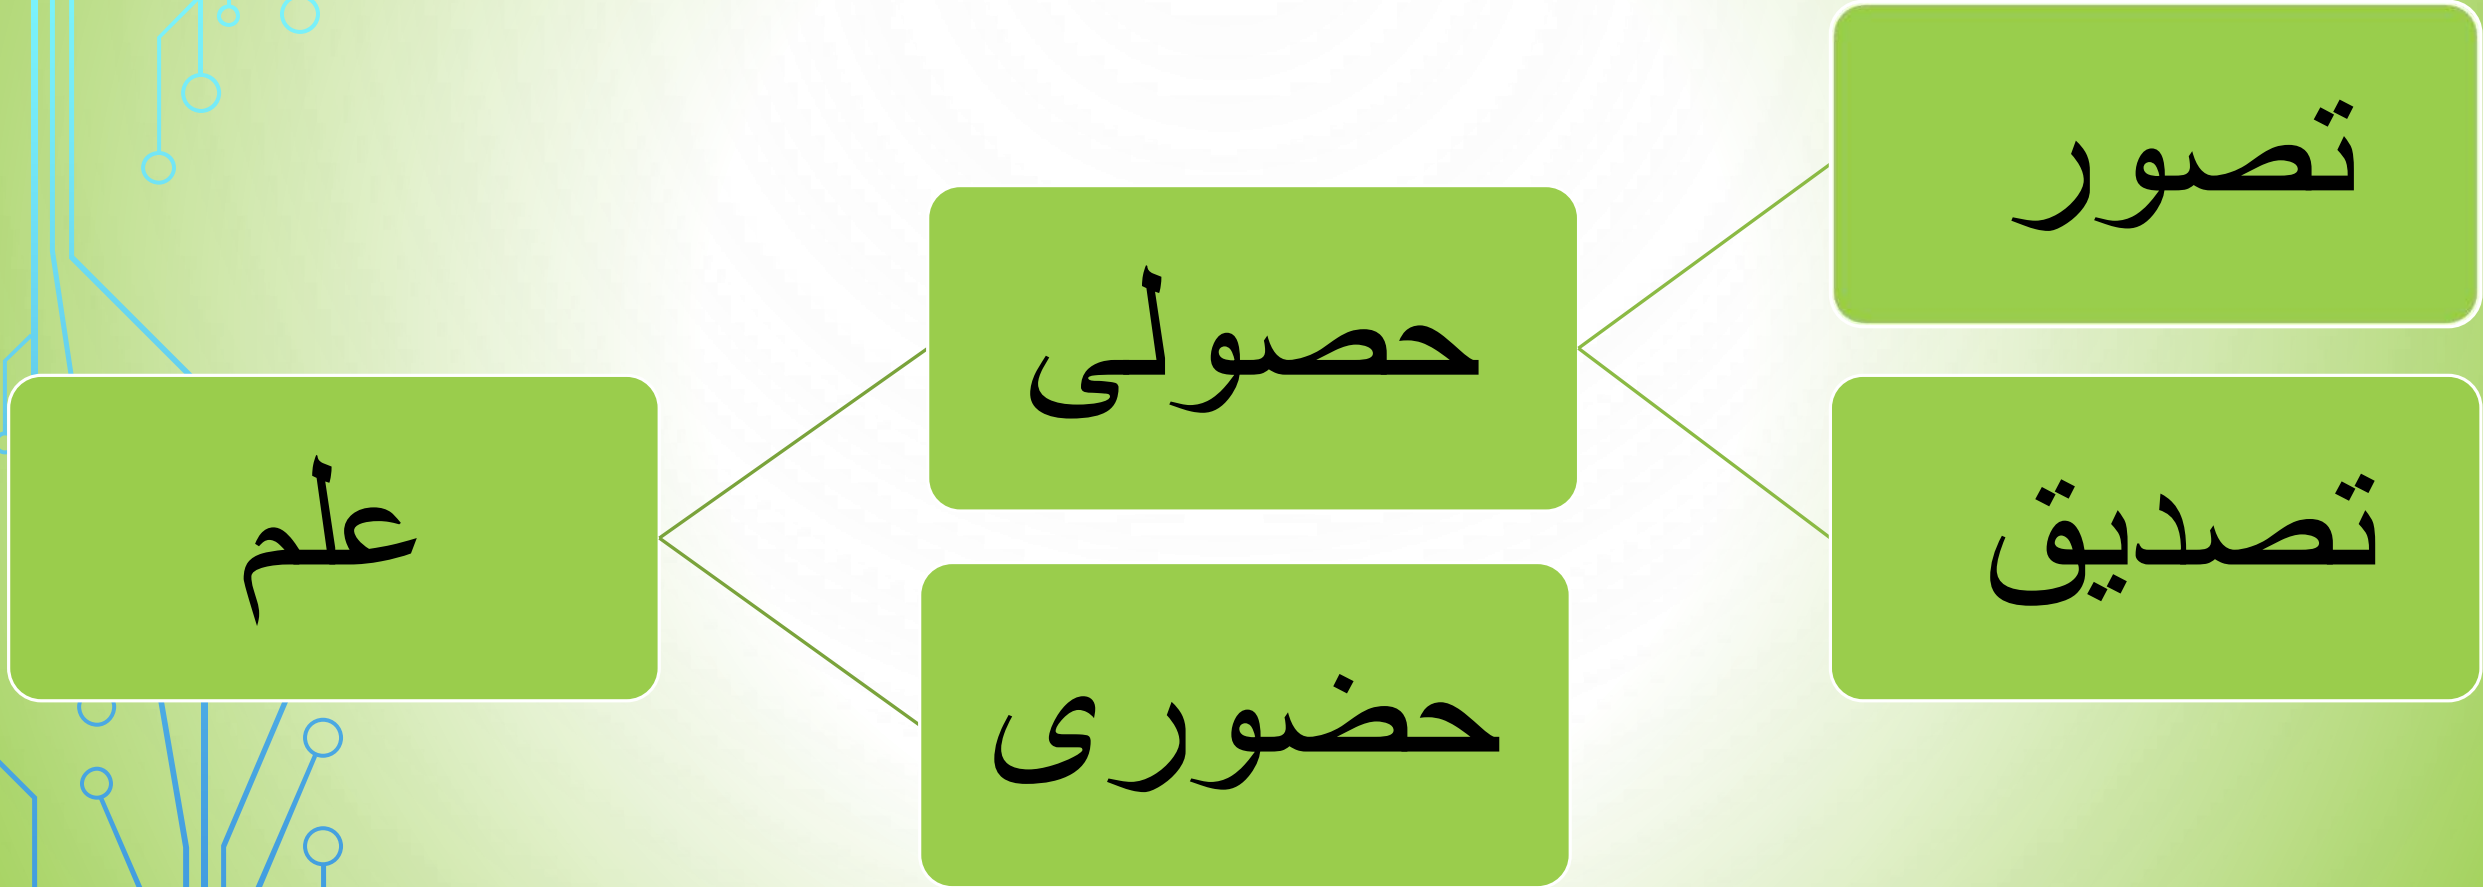 علم
حصولی
حضوری
تصور
تصدیق